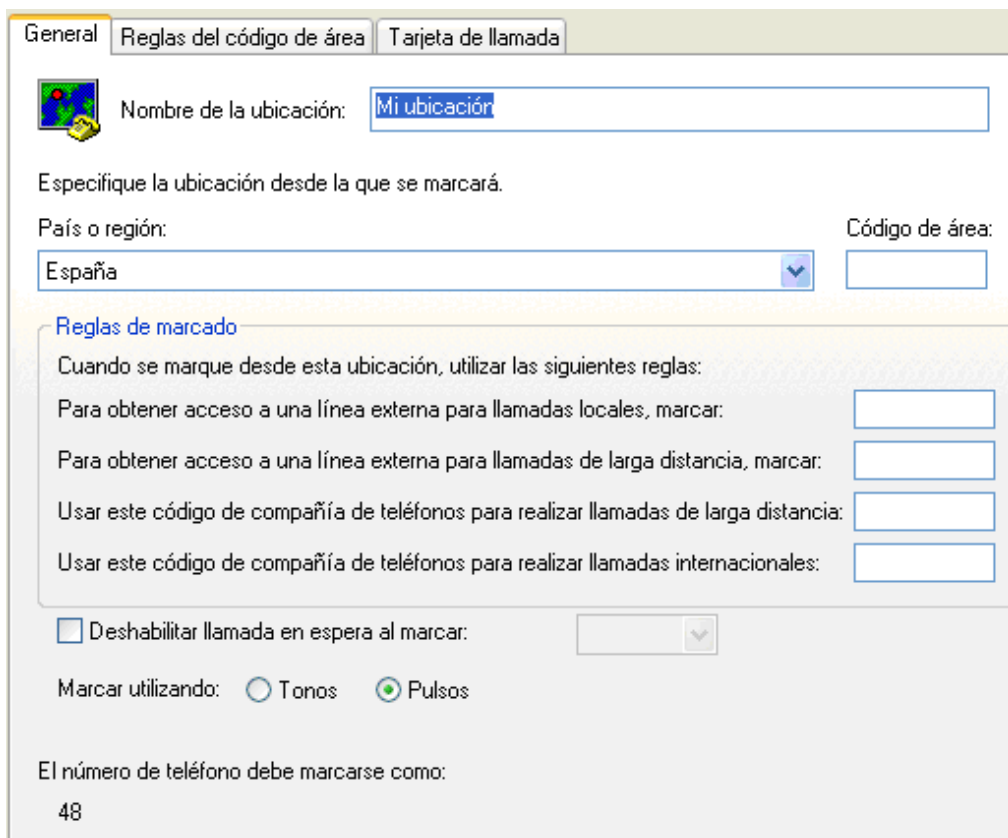 General Reglas del código de área Tarjeta de llamada
Nombre de la ubicación: Mi ubicación
Especifique la ubicación desde la que se marcará.
País o región: Código de área:
España
Reglas de marcado
Cuando se marque desde esta ubicación, utilizar las siguientes reglas:
Para obtener acceso a una línea externa para llamadas locales, marcar:
Para obtener acceso a una línea externa para llamadas de larga distancia, marcar:
Usar este código de compañía de teléfonos para realizar llamadas de larga distancia:
Usar este código de compañía de teléfonos para realizar llamadas internacionales:
Deshabilitar llamada en espera al marcar:
Marcar utilizando: Tonos Pulsos
El número de teléfono debe marcarse como:
48